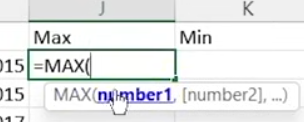 J K
Max Min
015 =MAX(
015 MAX(number1, [number2], ...)
017